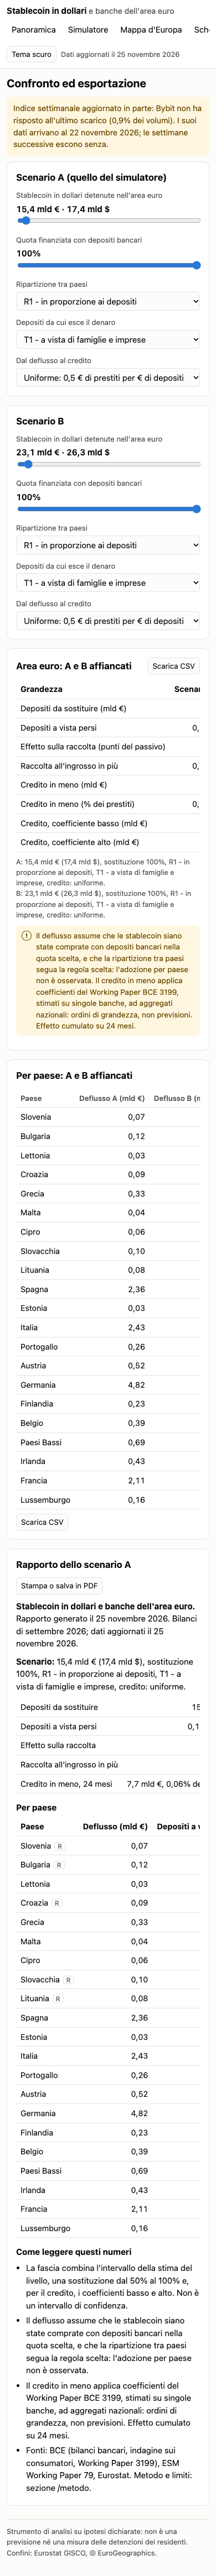 Stablecoin in dollari e banche dell'area euro
Panoramica Simulatore Mappa d'Europa Sch
Tema scuro Dati aggiornati il 25 novembre 2026
Confronto ed esportazione
Indice settimanale aggiornato in parte: Bybit non ha
risposto all'ultimo scarico (0,9% dei volumi). I suoi
dati arrivano al 22 novembre 2026; le settimane
successive escono senza.
Scenario A (quello del simulatore)
Stablecoin in dollari detenute nell'area euro
15,4 mld € · 17,4 mld $
Quota finanziata con depositi bancari
100%
Ripartizione tra paesi
R1 - in proporzione ai depositi
Depositi da cui esce il denaro
T1 - a vista di famiglie e imprese
Dal deflusso al credito
Uniforme: 0,5 € di prestiti per € di depositi
Scenario B
Stablecoin in dollari detenute nell'area euro
23,1 mld € · 26,3 mld $
Quota finanziata con depositi bancari
100%
Ripartizione tra paesi
R1 - in proporzione ai depositi
Depositi da cui esce il denaro
T1 - a vista di famiglie e imprese
Dal deflusso al credito
Uniforme: 0,5 € di prestiti per € di depositi
Area euro: A e B affiancati Scarica CSV
Grandezza Scenar
Depositi da sostituire (mld €)
Depositi a vista persi 0,
Effetto sulla raccolta (punti del passivo)
Raccolta all'ingrosso in più 0,
Credito in meno (mld €)
Credito in meno (% dei prestiti) 0,
Credito, coefficiente basso (mld €)
Credito, coefficiente alto (mld €)
A: 15,4 mld € (17,4 mld $), sostituzione 100%, R1 - in
proporzione ai depositi, T1 - a vista di famiglie e
imprese, credito: uniforme.
B: 23,1 mld € (26,3 mld $), sostituzione 100%, R1 - in
proporzione ai depositi, T1 - a vista di famiglie e
imprese, credito: uniforme.
Il deflusso assume che le stablecoin siano
state comprate con depositi bancari nella
quota scelta, e che la ripartizione tra paesi
segua la regola scelta: l'adozione per paese
non è osservata. Il credito in meno applica
coefficienti del Working Paper BCE 3199,
stimati su singole banche, ad aggregati
nazionali: ordini di grandezza, non previsioni.
Effetto cumulato su 24 mesi.
Per paese: A e B affiancati
Paese Deflusso A (mld €) Deflusso B (m
Slovenia 0,07
Bulgaria 0,12
Lettonia 0,03
Croazia 0,09
Grecia 0,33
Malta 0,04
Cipro 0,06
Slovacchia 0,10
Lituania 0,08
Spagna 2,36
Estonia 0,03
Italia 2,43
Portogallo 0,26
Austria 0,52
Germania 4,82
Finlandia 0,23
Belgio 0,39
Paesi Bassi 0,69
Irlanda 0,43
Francia 2,11
Lussemburgo 0,16
Scarica CSV
Rapporto dello scenario A
Stampa o salva in PDF
Stablecoin in dollari e banche dell'area euro.
Rapporto generato il 25 novembre 2026. Bilanci
di settembre 2026; dati aggiornati il 25
novembre 2026.
Scenario: 15,4 mld € (17,4 mld $), sostituzione
100%, R1 - in proporzione ai depositi, T1 - a
vista di famiglie e imprese, credito: uniforme.
Depositi da sostituire 15
Depositi a vista persi 0,1
Effetto sulla raccolta
Raccolta all'ingrosso in più
Credito in meno, 24 mesi 7,7 mld €, 0,06% de
Per paese
Paese Deflusso (mld €) Depositi a v
Slovenia R 0,07
Bulgaria R 0,12
Lettonia 0,03
Croazia R 0,09
Grecia 0,33
Malta 0,04
Cipro 0,06
Slovacchia R 0,10
Lituania R 0,08
Spagna 2,36
Estonia 0,03
Italia 2,43
Portogallo 0,26
Austria 0,52
Germania 4,82
Finlandia 0,23
Belgio 0,39
Paesi Bassi 0,69
Irlanda 0,43
Francia 2,11
Lussemburgo 0,16
Come leggere questi numeri
• La fascia combina l'intervallo della stima del
livello, una sostituzione dal 50% al 100% e,
per il credito, i coefficienti basso e alto. Non è
un intervallo di confidenza.
• Il deflusso assume che le stablecoin siano
state comprate con depositi bancari nella
quota scelta, e che la ripartizione tra paesi
segua la regola scelta: l'adozione per paese
non è osservata.
• Il credito in meno applica coefficienti del
Working Paper BCE 3199, stimati su singole
banche, ad aggregati nazionali: ordini di
grandezza, non previsioni. Effetto cumulato
su 24 mesi.
• Fonti: BCE (bilanci bancari, indagine sui
consumatori, Working Paper 3199), ESM
Working Paper 79, Eurostat. Metodo e limiti:
sezione /metodo.
Strumento di analisi su ipotesi dichiarate: non è una
previsione né una misura delle detenzioni dei residenti.
Confini: Eurostat GISCO, © EuroGeographics.